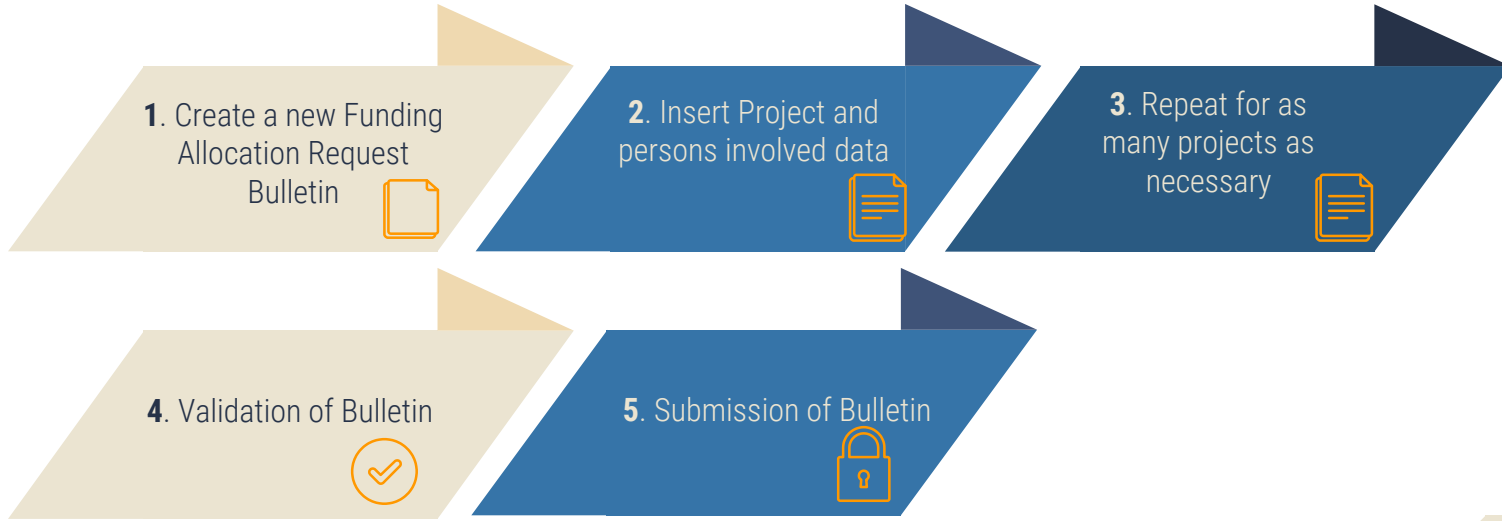 1. Create a new Funding
Allocation Request
Bulletin
2. Insert Project and
persons involved data
3. Repeat for as
many projects as
necessary
4. Validation of Bulletin
5. Submission of Bulletin